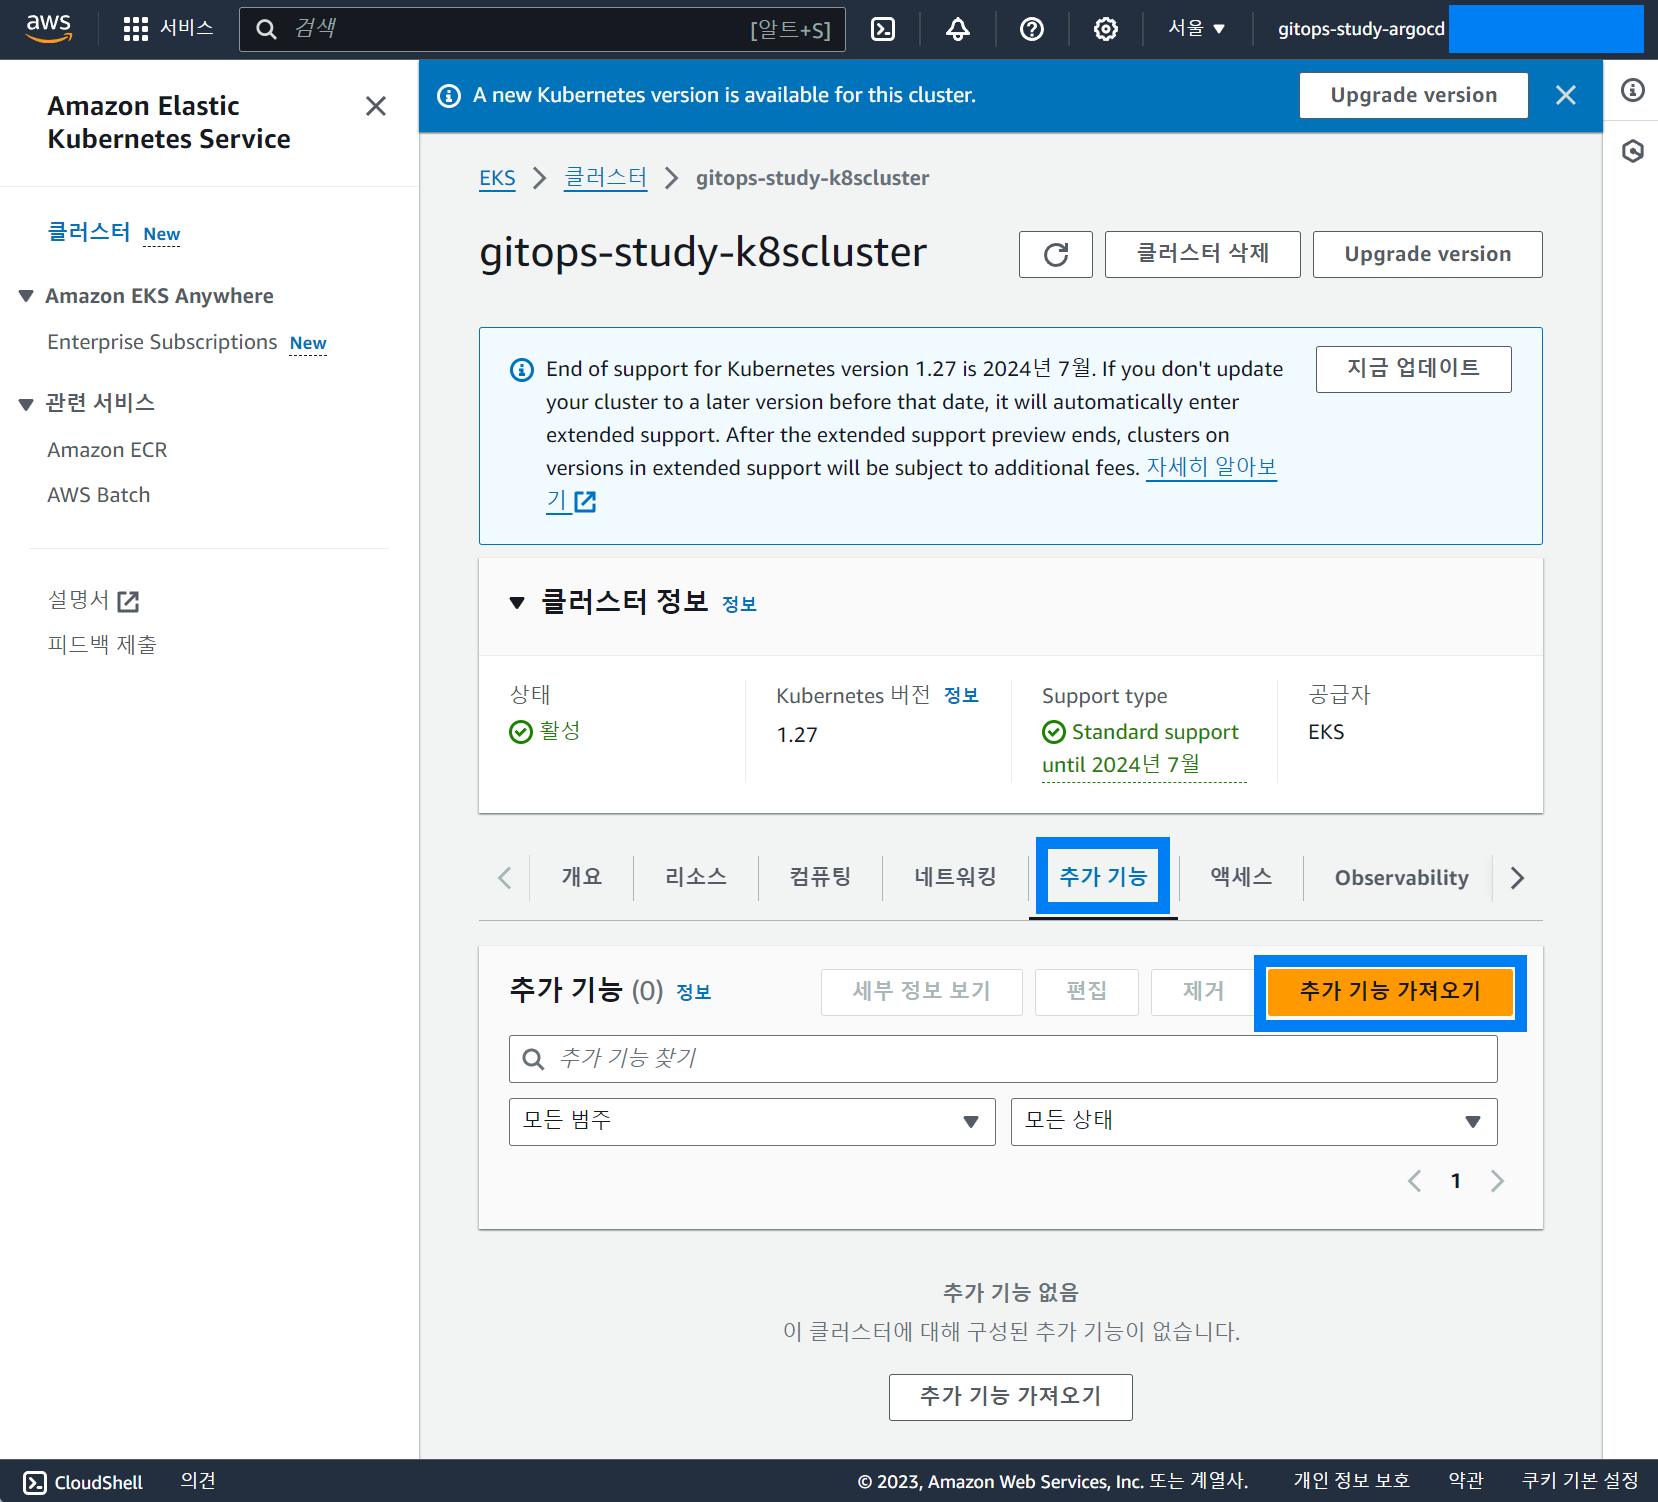 aws
서비스
검색
[알트+S]
서울
gitops-study-argocd
Amazon Elastic
Kubernetes Service
클러스터 New
Amazon EKS Anywhere
Enterprise Subscriptions New
관련 서비스
Amazon ECR
AWS Batch
설명서
피드백 제출
A new Kubernetes version is available for this cluster.
Upgrade version
EKS
클러스터
gitops-study-k8scluster
gitops-study-k8scluster
클러스터 삭제
Upgrade version
End of support for Kubernetes version 1.27 is 2024년 7월. If you don't update
your cluster to a later version before that date, it will automatically enter
extended support. After the extended support preview ends, clusters on
versions in extended support will be subject to additional fees. 자세히 알아보
기
지금 업데이트
클러스터 정보 정보
상태
활성
Kubernetes 버전 정보
1.27
Support type
Standard support
until 2024년 7월
공급자
EKS
개요
리소스
컴퓨팅
네트워킹
추가 기능
액세스
Observability
추가 기능 (0) 정보
세부 정보 보기
편집
제거
추가 기능 가져오기
추가 기능 찾기
모든 범주
모든 상태
1
추가 기능 없음
이 클러스터에 대해 구성된 추가 기능이 없습니다.
추가 기능 가져오기
CloudShell
의견
© 2023, Amazon Web Services, Inc. 또는 계열사.
개인 정보 보호
약관
쿠키 기본 설정